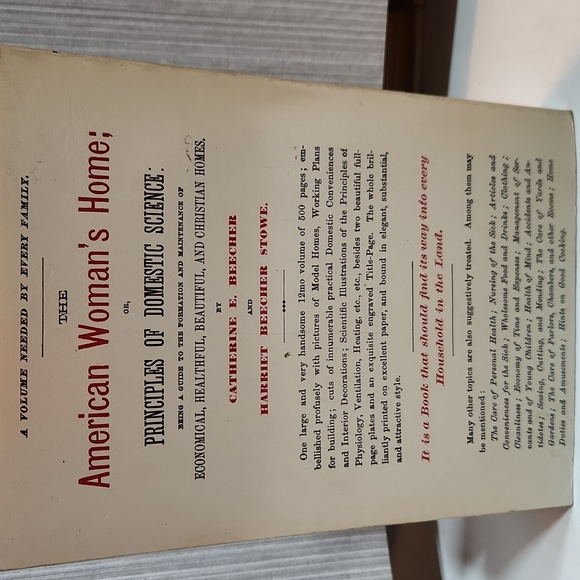 A VOLUME NEEDED BY EVERY FAMILY.
THE
American Woman's Home;
OR,
PRINCIPLES OF DOMESTIC SCIENCE:
BEING A GUIDE TO THE FORMATION AND MAINTENANCE OF
ECONOMICAL, HEALTHFUL, BEAUTIFUL, AND CHRISTIAN HOMES.
BY
CATHERINE E. BEECHER
AND
HARRIET BEECHER STOWE.
One large and very handsome 12mo volume of 500 pages; em-
bellished profusely with pictures of Model Homes, Working Plans
for building; cuts of innumerable practical Domestic Conveniences
and Interior Decorations; Scientific Illustrations of the Principles of
Physiology, Ventilation, Heating, etc., etc., besides two beautiful full-
page plates and an exquisite engraved Title-Page. The whole bril-
liantly printed on excellent paper, and bound in elegant, substantial,
and attractive style.
It is a Book that should find its way into every
Household in the Land.
Many other topics are also suggestively treated. Among them may
be mentioned:
The Care of Personal Health; Nursing of the Sick; Articles and
Conveniences for the Sick; Wholesome Food and Drinks; Clothing;
Cleanliness; Economy of Time and Expenses; Management of Ser-
vants and of Young Children; Health of Mind; Accidents and An-
tidotes; Sewing, Cutting, and Mending; The Care of Yards and
Gardens; The Care of Parlors, Chambers, and other Rooms; Home
Duties and Amusements; Hints on Good Cooking.